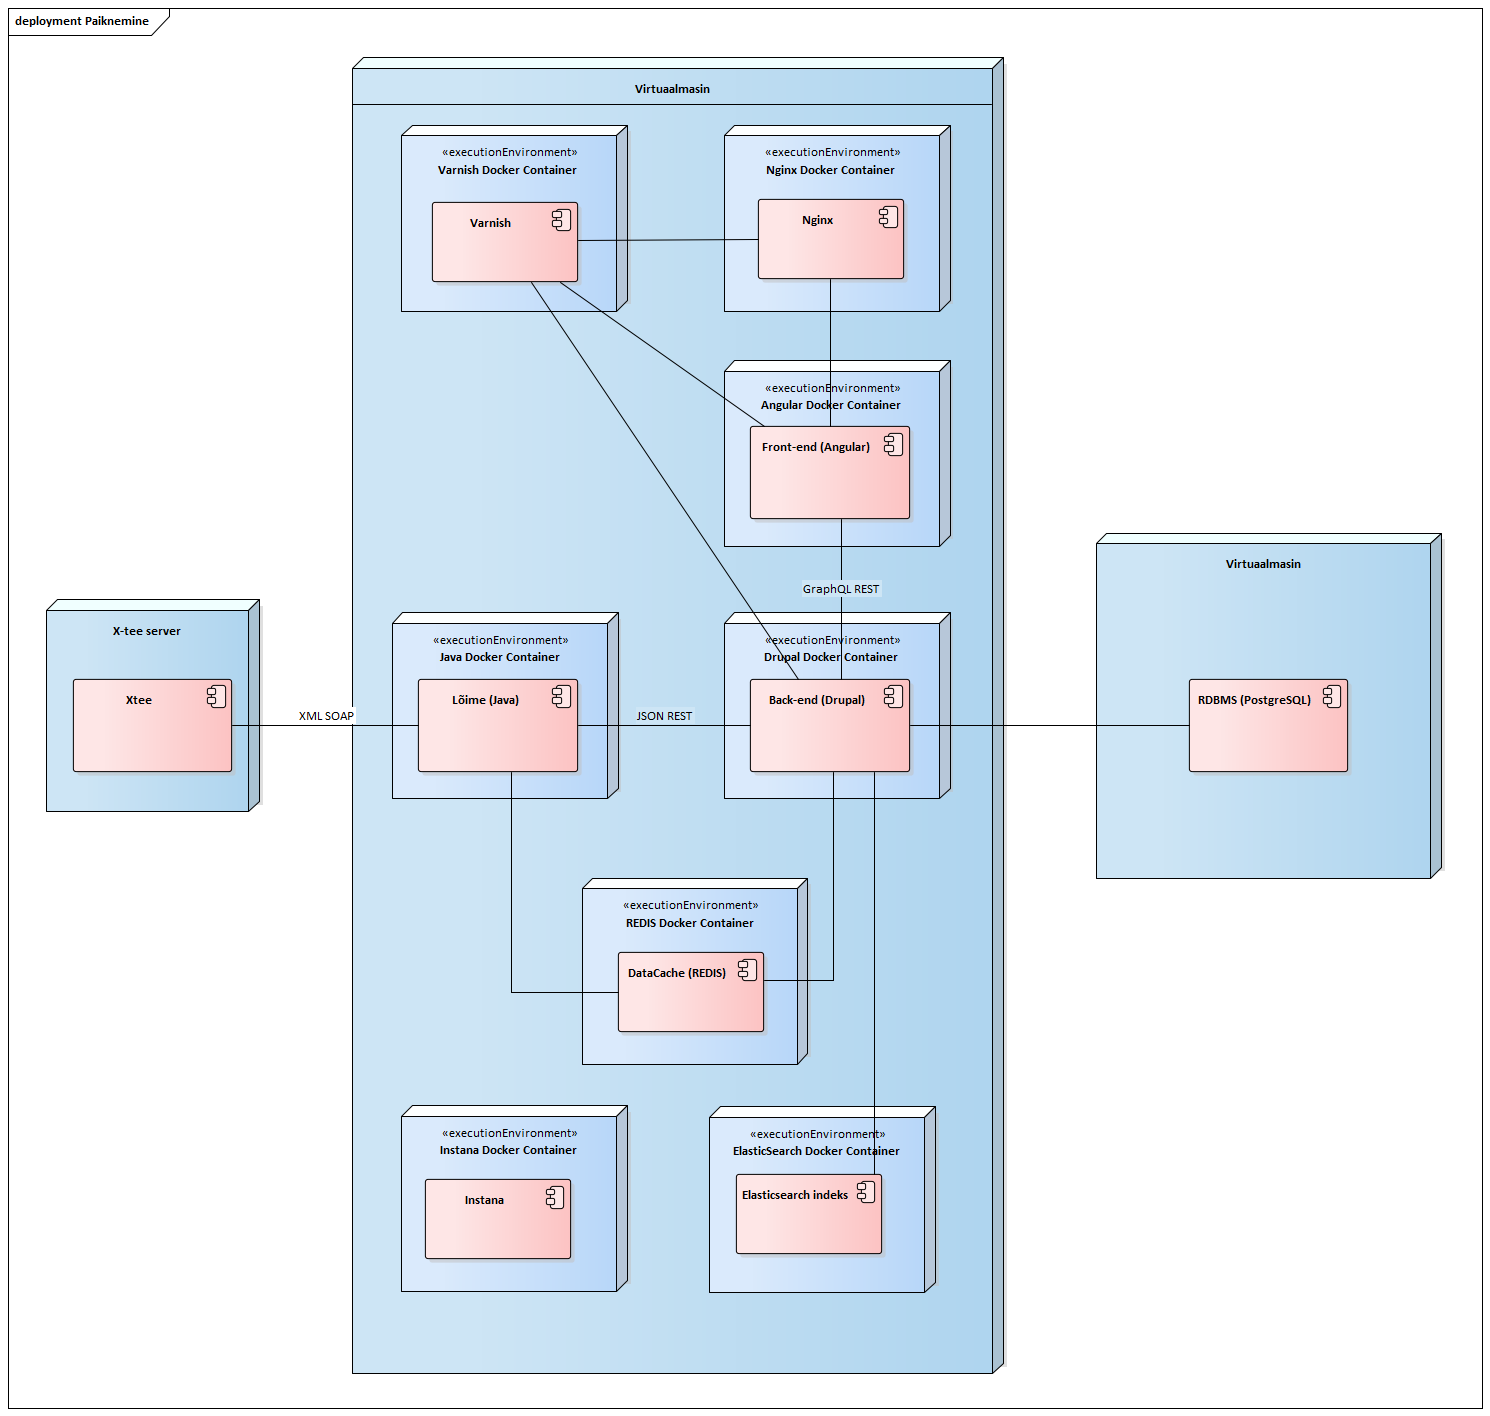 deployment Paiknemine
Virtuaalmasin
«executionEnvironment»
Varnish Docker Container
Varnish
«executionEnvironment»
Nginx Docker Container
Nginx
«executionEnvironment»
Angular Docker Container
Front-end (Angular)
GraphQL REST
Virtuaalmasin
RDBMS (PostgreSQL)
X-tee server
Xtee
XML SOAP
«executionEnvironment»
Java Docker Container
Lõime (Java)
JSON REST
«executionEnvironment»
Drupal Docker Container
Back-end (Drupal)
«executionEnvironment»
REDIS Docker Container
DataCache (REDIS)
«executionEnvironment»
Instana Docker Container
Instana
«executionEnvironment»
ElasticSearch Docker Container
Elasticsearch indeks